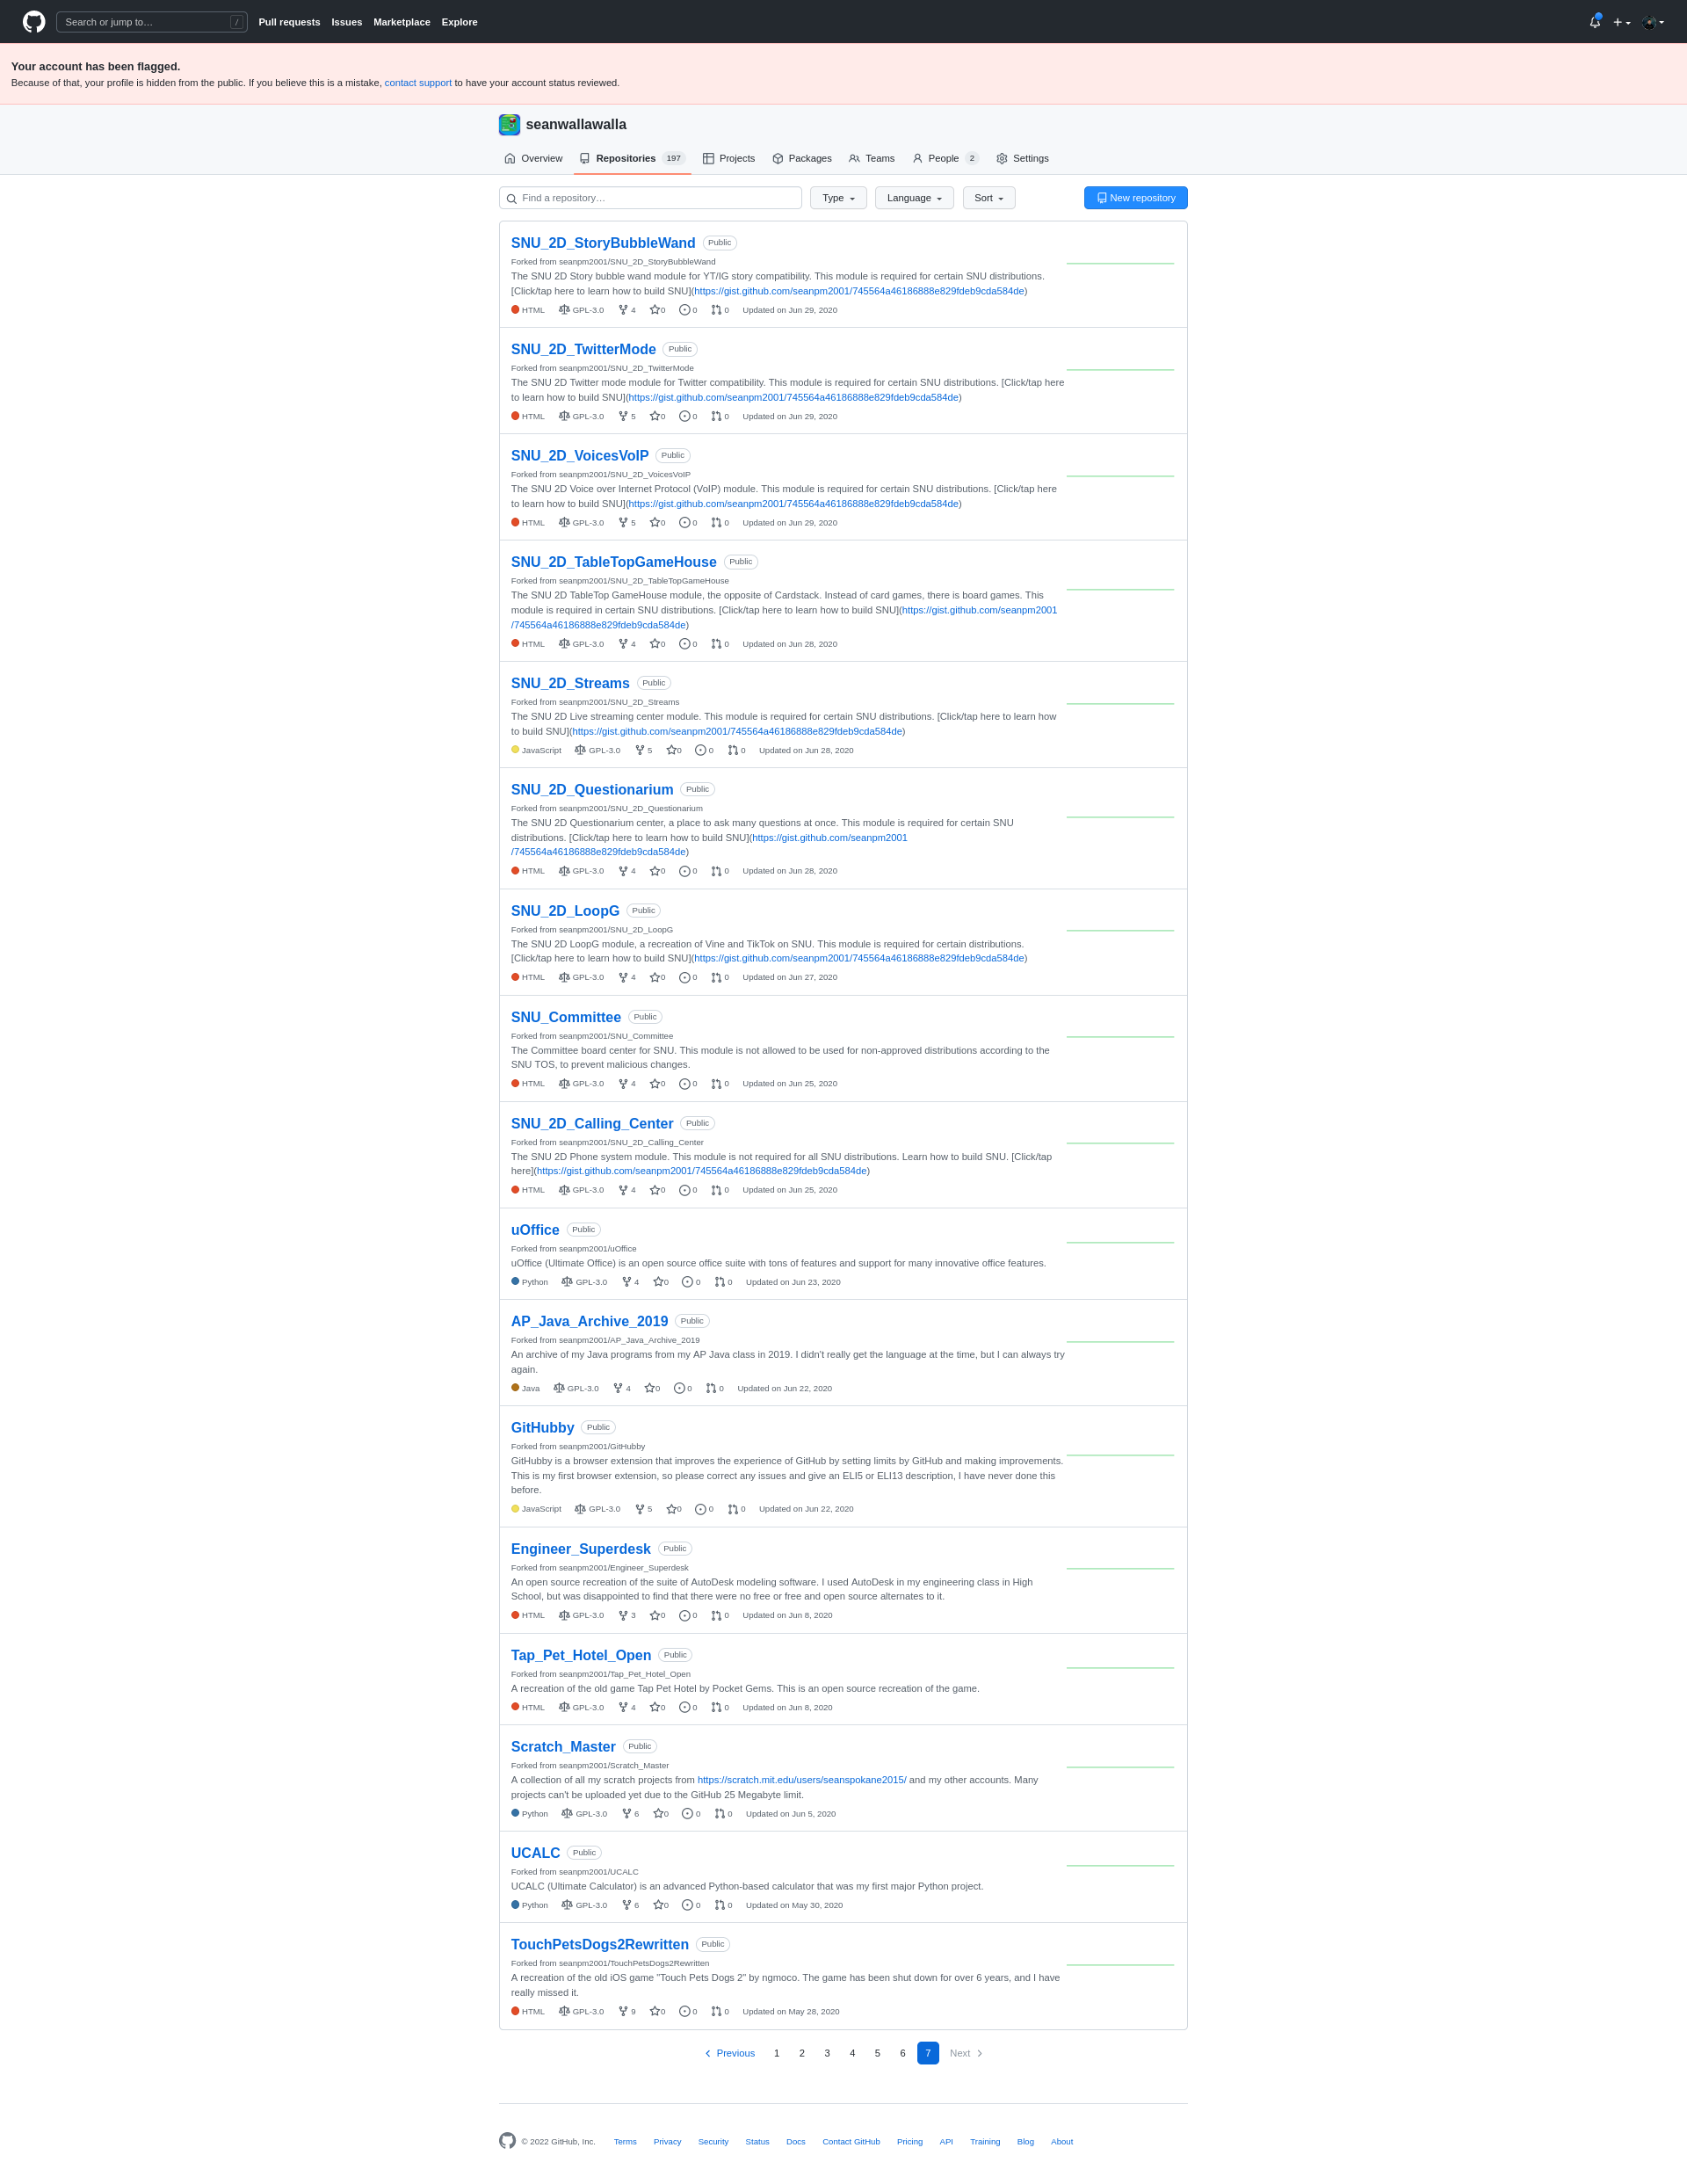 Search or jump to… /
Pull requests Issues Marketplace Explore
Your account has been flagged.
Because of that, your profile is hidden from the public. If you believe this is a mistake, contact support to have your account status reviewed.
seanwallawalla
Overview Repositories 197 Projects Packages Teams People 2 Settings
Find a repository… Type Language Sort New repository
SNU_2D_StoryBubbleWand Public
Forked from seanpm2001/SNU_2D_StoryBubbleWand
The SNU 2D Story bubble wand module for YT/IG story compatibility. This module is required for certain SNU distributions.
[Click/tap here to learn how to build SNU](https://gist.github.com/seanpm2001/745564a46186888e829fdeb9cda584de)
HTML GPL-3.0 4 0 0 0 Updated on Jun 29, 2020
SNU_2D_TwitterMode Public
Forked from seanpm2001/SNU_2D_TwitterMode
The SNU 2D Twitter mode module for Twitter compatibility. This module is required for certain SNU distributions. [Click/tap here
to learn how to build SNU](https://gist.github.com/seanpm2001/745564a46186888e829fdeb9cda584de)
HTML GPL-3.0 5 0 0 0 Updated on Jun 29, 2020
SNU_2D_VoicesVoIP Public
Forked from seanpm2001/SNU_2D_VoicesVoIP
The SNU 2D Voice over Internet Protocol (VoIP) module. This module is required for certain SNU distributions. [Click/tap here
to learn how to build SNU](https://gist.github.com/seanpm2001/745564a46186888e829fdeb9cda584de)
HTML GPL-3.0 5 0 0 0 Updated on Jun 29, 2020
SNU_2D_TableTopGameHouse Public
Forked from seanpm2001/SNU_2D_TableTopGameHouse
The SNU 2D TableTop GameHouse module, the opposite of Cardstack. Instead of card games, there is board games. This
module is required in certain SNU distributions. [Click/tap here to learn how to build SNU](https://gist.github.com/seanpm2001
/745564a46186888e829fdeb9cda584de)
HTML GPL-3.0 4 0 0 0 Updated on Jun 28, 2020
SNU_2D_Streams Public
Forked from seanpm2001/SNU_2D_Streams
The SNU 2D Live streaming center module. This module is required for certain SNU distributions. [Click/tap here to learn how
to build SNU](https://gist.github.com/seanpm2001/745564a46186888e829fdeb9cda584de)
JavaScript GPL-3.0 5 0 0 0 Updated on Jun 28, 2020
SNU_2D_Questionarium Public
Forked from seanpm2001/SNU_2D_Questionarium
The SNU 2D Questionarium center, a place to ask many questions at once. This module is required for certain SNU
distributions. [Click/tap here to learn how to build SNU](https://gist.github.com/seanpm2001
/745564a46186888e829fdeb9cda584de)
HTML GPL-3.0 4 0 0 0 Updated on Jun 28, 2020
SNU_2D_LoopG Public
Forked from seanpm2001/SNU_2D_LoopG
The SNU 2D LoopG module, a recreation of Vine and TikTok on SNU. This module is required for certain distributions.
[Click/tap here to learn how to build SNU](https://gist.github.com/seanpm2001/745564a46186888e829fdeb9cda584de)
HTML GPL-3.0 4 0 0 0 Updated on Jun 27, 2020
SNU_Committee Public
Forked from seanpm2001/SNU_Committee
The Committee board center for SNU. This module is not allowed to be used for non-approved distributions according to the
SNU TOS, to prevent malicious changes.
HTML GPL-3.0 4 0 0 0 Updated on Jun 25, 2020
SNU_2D_Calling_Center Public
Forked from seanpm2001/SNU_2D_Calling_Center
The SNU 2D Phone system module. This module is not required for all SNU distributions. Learn how to build SNU. [Click/tap
here](https://gist.github.com/seanpm2001/745564a46186888e829fdeb9cda584de)
HTML GPL-3.0 4 0 0 0 Updated on Jun 25, 2020
uOffice Public
Forked from seanpm2001/uOffice
uOffice (Ultimate Office) is an open source office suite with tons of features and support for many innovative office features.
Python GPL-3.0 4 0 0 0 Updated on Jun 23, 2020
AP_Java_Archive_2019 Public
Forked from seanpm2001/AP_Java_Archive_2019
An archive of my Java programs from my AP Java class in 2019. I didn't really get the language at the time, but I can always try
again.
Java GPL-3.0 4 0 0 0 Updated on Jun 22, 2020
GitHubby Public
Forked from seanpm2001/GitHubby
GitHubby is a browser extension that improves the experience of GitHub by setting limits by GitHub and making improvements.
This is my first browser extension, so please correct any issues and give an ELI5 or ELI13 description, I have never done this
before.
JavaScript GPL-3.0 5 0 0 0 Updated on Jun 22, 2020
Engineer_Superdesk Public
Forked from seanpm2001/Engineer_Superdesk
An open source recreation of the suite of AutoDesk modeling software. I used AutoDesk in my engineering class in High
School, but was disappointed to find that there were no free or free and open source alternates to it.
HTML GPL-3.0 3 0 0 0 Updated on Jun 8, 2020
Tap_Pet_Hotel_Open Public
Forked from seanpm2001/Tap_Pet_Hotel_Open
A recreation of the old game Tap Pet Hotel by Pocket Gems. This is an open source recreation of the game.
HTML GPL-3.0 4 0 0 0 Updated on Jun 8, 2020
Scratch_Master Public
Forked from seanpm2001/Scratch_Master
A collection of all my scratch projects from https://scratch.mit.edu/users/seanspokane2015/ and my other accounts. Many
projects can't be uploaded yet due to the GitHub 25 Megabyte limit.
Python GPL-3.0 6 0 0 0 Updated on Jun 5, 2020
UCALC Public
Forked from seanpm2001/UCALC
UCALC (Ultimate Calculator) is an advanced Python-based calculator that was my first major Python project.
Python GPL-3.0 6 0 0 0 Updated on May 30, 2020
TouchPetsDogs2Rewritten Public
Forked from seanpm2001/TouchPetsDogs2Rewritten
A recreation of the old iOS game "Touch Pets Dogs 2" by ngmoco. The game has been shut down for over 6 years, and I have
really missed it.
HTML GPL-3.0 9 0 0 0 Updated on May 28, 2020
Previous 1 2 3 4 5 6 7 Next
© 2022 GitHub, Inc. Terms Privacy Security Status Docs Contact GitHub Pricing API Training Blog About